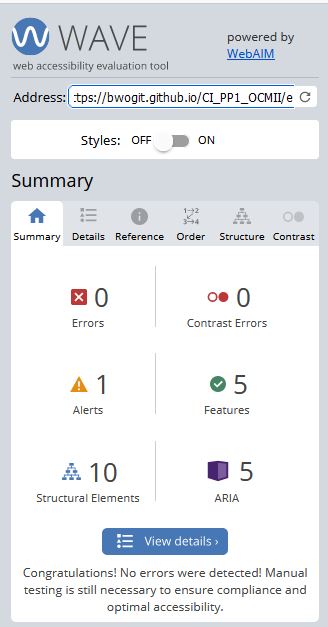 WAVE
web accessibility evaluation tool
powered by
WebAIM
Address: :tps://bwogit.github.io/CI_PP1_OCMII/e
Styles: OFF ON
Summary
Summary Details Reference Order Structure Contrast
0 0
Errors Contrast Errors
1 5
Alerts Features
10 5
Structural Elements ARIA
View details ›
Congratulations! No errors were detected! Manual
testing is still necessary to ensure compliance and
optimal accessibility.